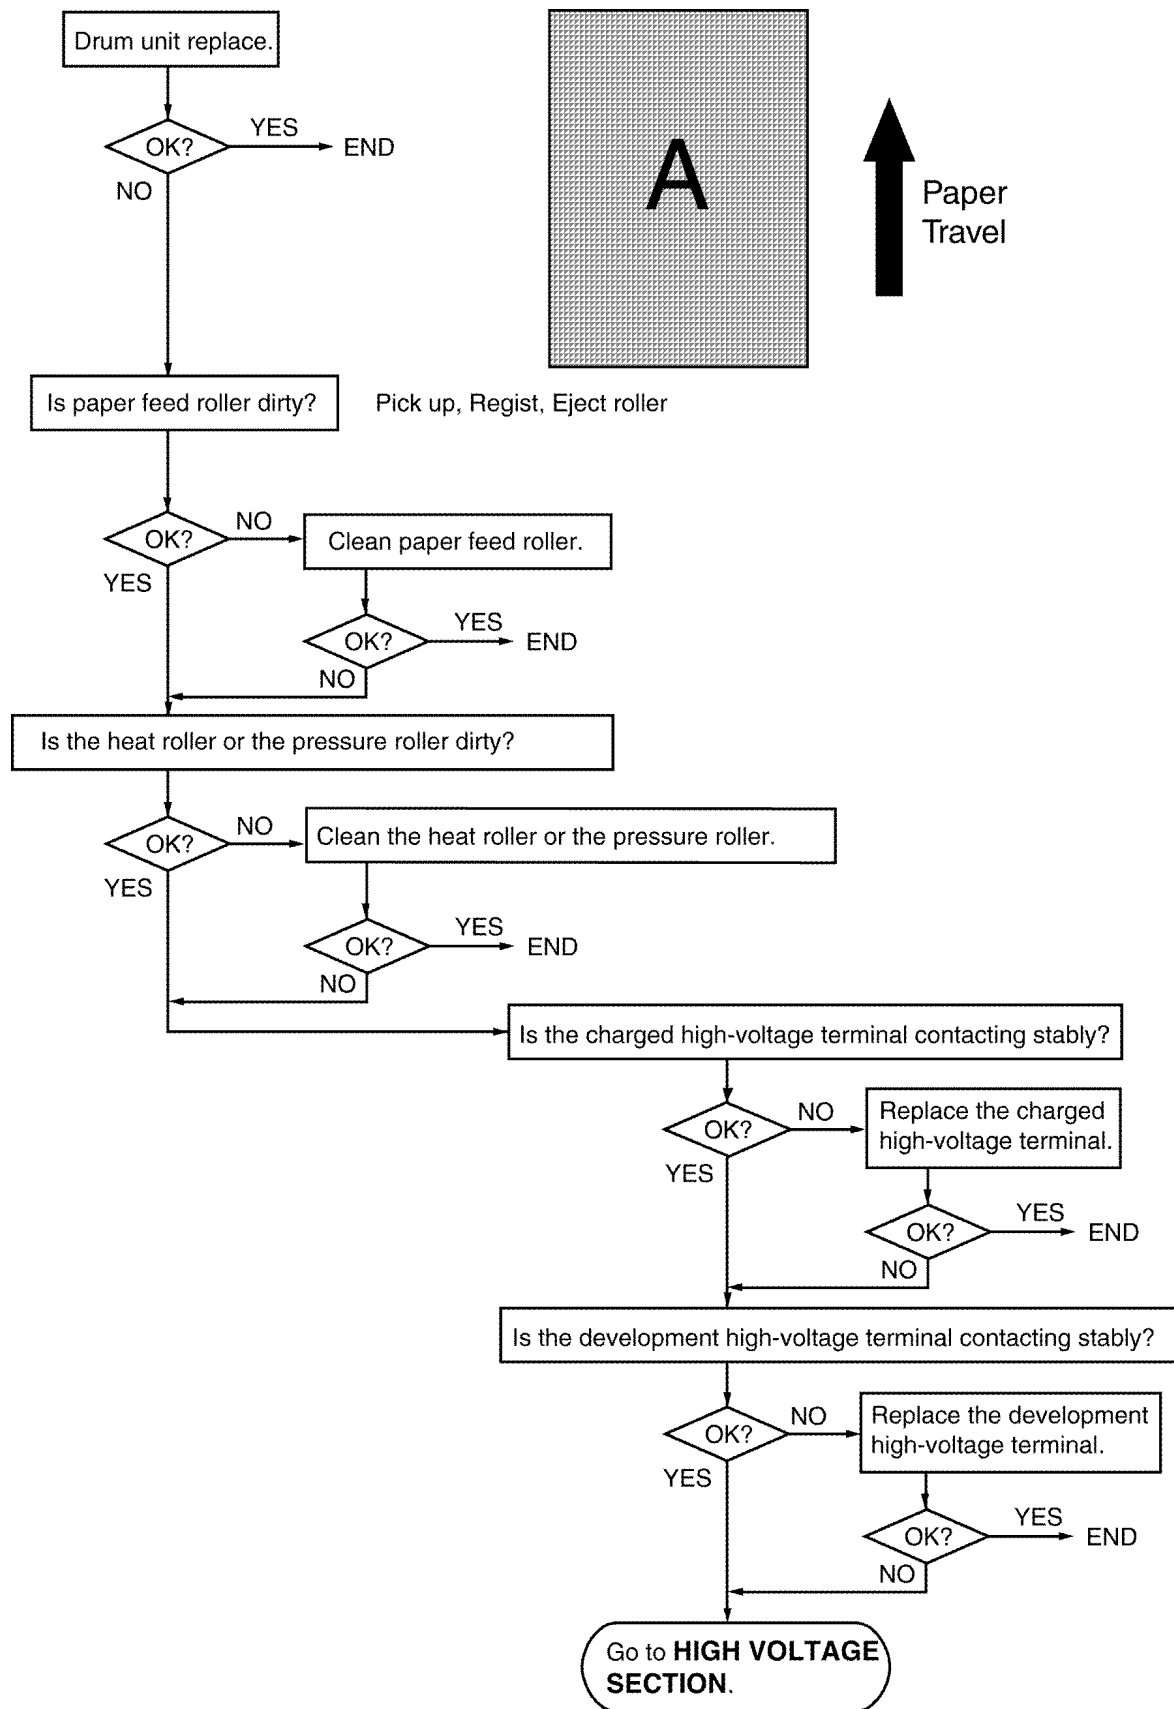 Drum unit replace.
OK?
YES
END
NO
A
Paper
Travel
Is paper feed roller dirty?
Pick up, Regist, Eject roller
OK?
NO
Clean paper feed roller.
YES
OK?
YES
END
NO
Is the heat roller or the pressure roller dirty?
OK?
NO
Clean the heat roller or the pressure roller.
YES
OK?
YES
END
NO
Is the charged high-voltage terminal contacting stably?
OK?
NO
Replace the charged
high-voltage terminal.
YES
OK?
YES
END
NO
Is the development high-voltage terminal contacting stably?
OK?
NO
Replace the development
high-voltage terminal.
YES
OK?
YES
END
NO
Go to HIGH VOLTAGE
SECTION.